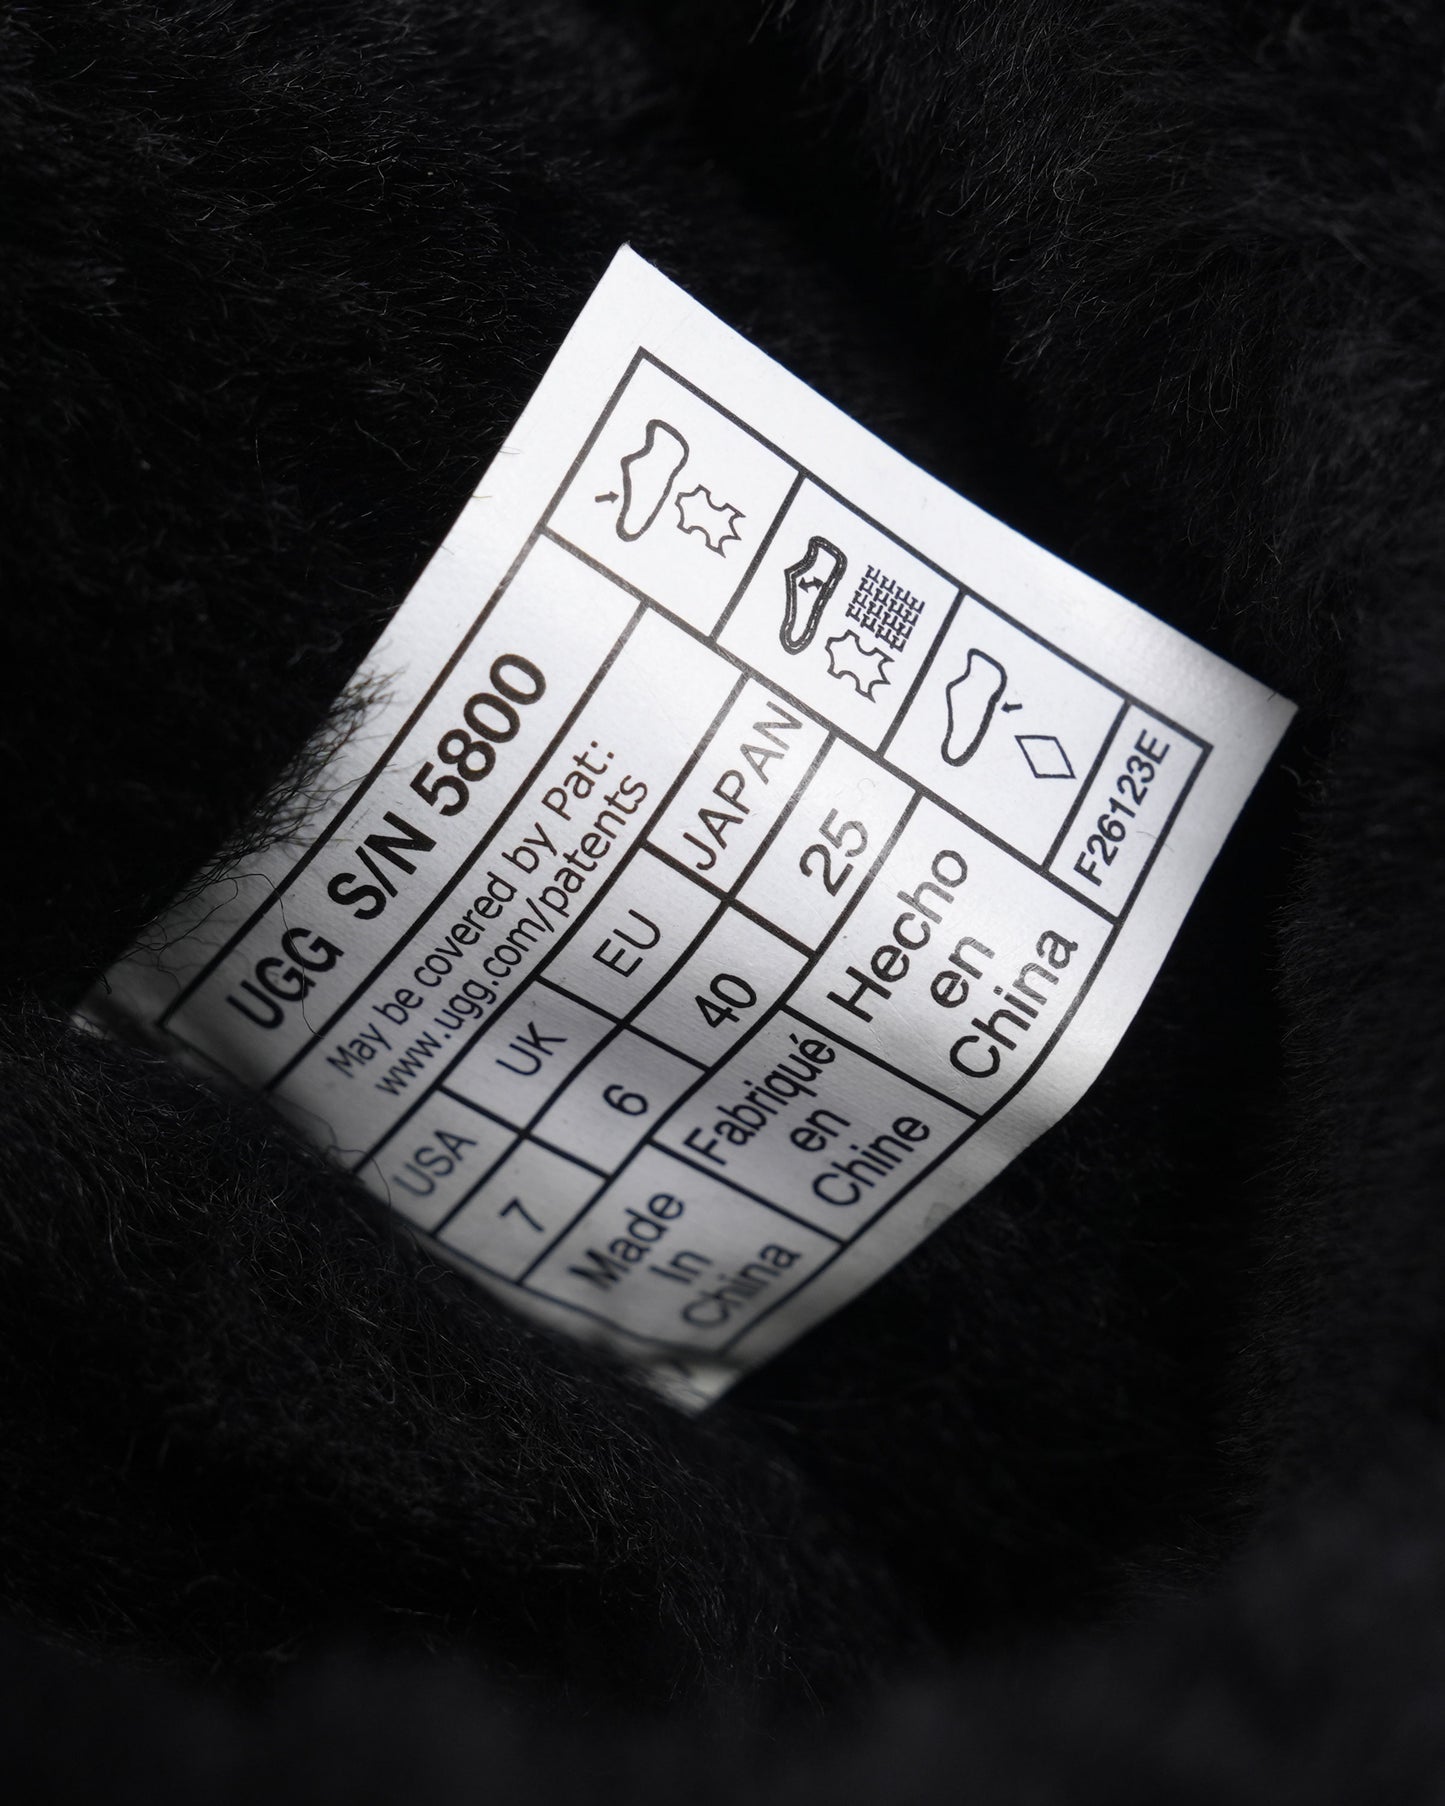 UGG S/N 5800
May be covered by Pat:
www.ugg.com/patents
USA
UK
EU
JAPAN
7
6
40
25
Made
In
China
Fabriqué
en
Chine
Hecho
en
China
F26123E